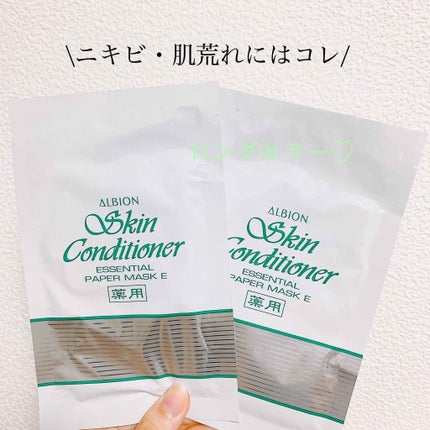 \ニキビ・肌荒れにはコレ/
ロングセラー♡
ALBION
Skin
Conditioner
ESSENTIAL
PAPER MASK E
薬用
ALBION
Skin
Conditioner
ESSENTIAL
PAPER MASK E
薬用